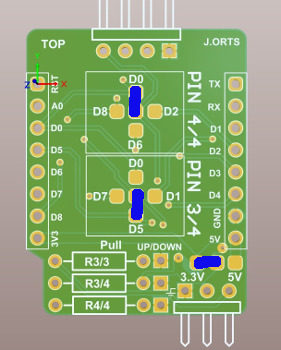 TOP J.ORTS
RST TX
A0 RX
D0 D1
D5 D2
D6 D3
D7 D4
D8 GND
3V3 5V
D0
D8 D2
D6
PIN 4/4
D0
D7 D1
D5
PIN 3/4
Pull UP/DOWN
R3/3
R3/4
R4/4
3.3V 5V